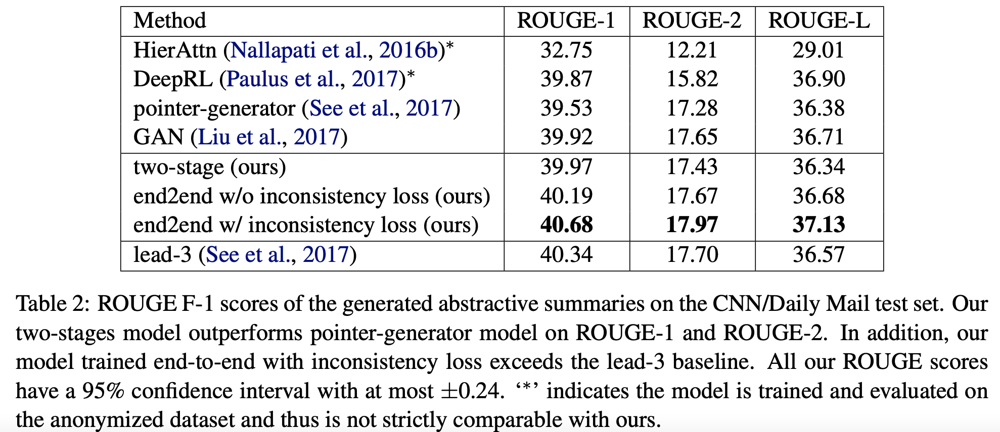 Method ROUGE-1 ROUGE-2 ROUGE-L
HierAttn (Nallapati et al., 2016b)* 32.75 12.21 29.01
DeepRL (Paulus et al., 2017)* 39.87 15.82 36.90
pointer-generator (See et al., 2017) 39.53 17.28 36.38
GAN (Liu et al., 2017) 39.92 17.65 36.71
two-stage (ours) 39.97 17.43 36.34
end2end w/o inconsistency loss (ours) 40.19 17.67 36.68
end2end w/ inconsistency loss (ours) 40.68 17.97 37.13
lead-3 (See et al., 2017) 40.34 17.70 36.57
Table 2: ROUGE F-1 scores of the generated abstractive summaries on the CNN/Daily Mail test set. Our
two-stages model outperforms pointer-generator model on ROUGE-1 and ROUGE-2. In addition, our
model trained end-to-end with inconsistency loss exceeds the lead-3 baseline. All our ROUGE scores
have a 95% confidence interval with at most ±0.24. ‘*’ indicates the model is trained and evaluated on
the anonymized dataset and thus is not strictly comparable with ours.